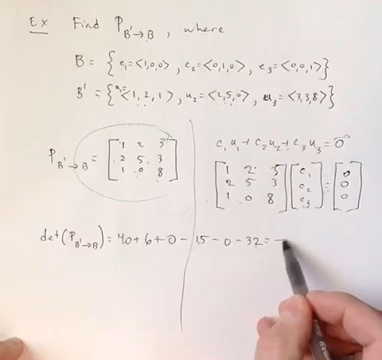 Ex Find P_{B'→B}, where
B = {e₁=<1,0,0>, e₂=<0,1,0>, e₃=<0,0,1>}
B' = {u₁=<1,2,1>, u₂=<2,5,0>, u₃=<3,3,8>}
P_{B'→B} = [1 2 3; 2 5 3; 1 0 8]
c₁u₁+c₂u₂+c₃u₃=0⃗
[1 2 3; 2 5 3; 1 0 8][c₁; c₂; c₃]=[0; 0; 0]
det(P_{B'→B}) = 40+6+0-15-0-32=-